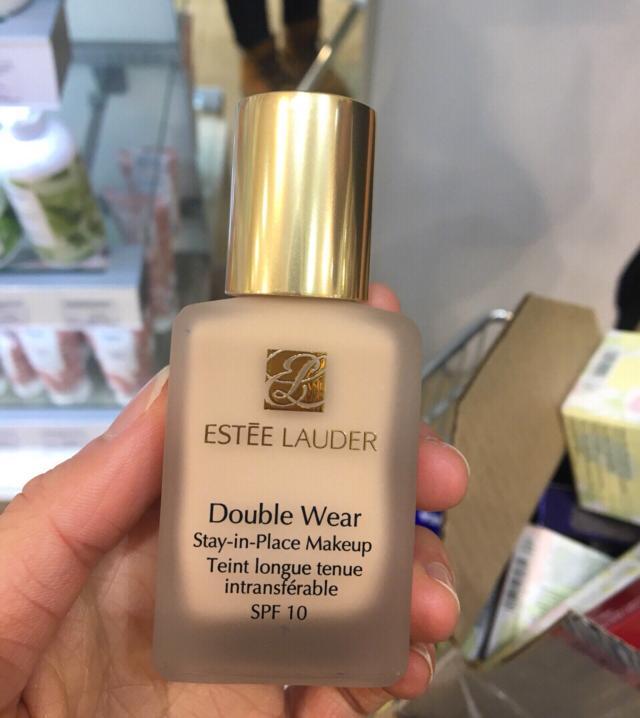 ESTĒE LAUDER
Double Wear
Stay-in-Place Makeup
Teint longue tenue
intransférable
SPF 10